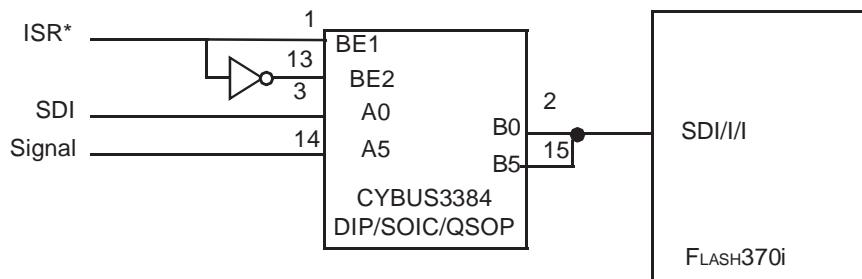 1
ISR*
BE1
13
BE2
3
2
SDI
A0
B0
SDI/I/I
14
15
Signal
A5
B5
CYBUS3384
DIP/SOIC/QSOP
FLASH370i